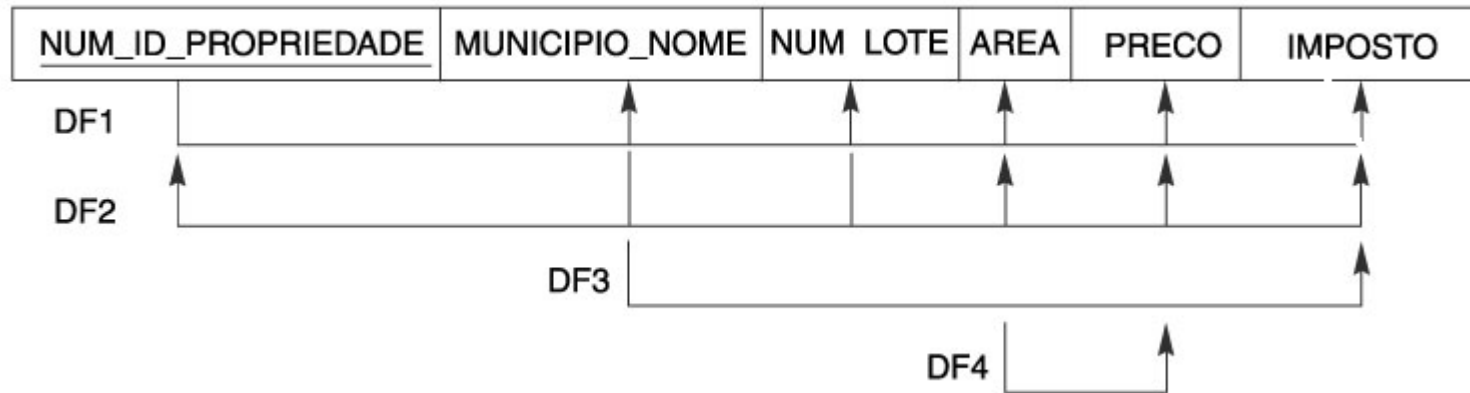 NUM_ID_PROPRIEDADE MUNICIPIO_NOME NUM LOTE AREA PRECO IMPOSTO
DF1
DF2
DF3
DF4